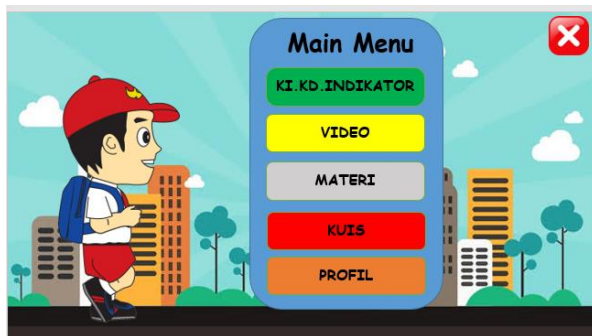 Main Menu
KI.KD.INDIKATOR
VIDEO
MATERI
KUIS
PROFIL